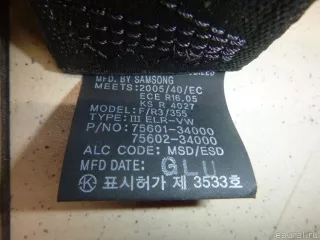 MFD. BY SAMSONG
MEETS: 2005/40/EC
ECE R16.05
KS R 4027
MODEL: F/R3/355
TYPE: III ELR-VW
P/NO: 75601-34000
75602-34000
ALC CODE: MSD/ESD
MFD DATE:
표시허가 제 3533호